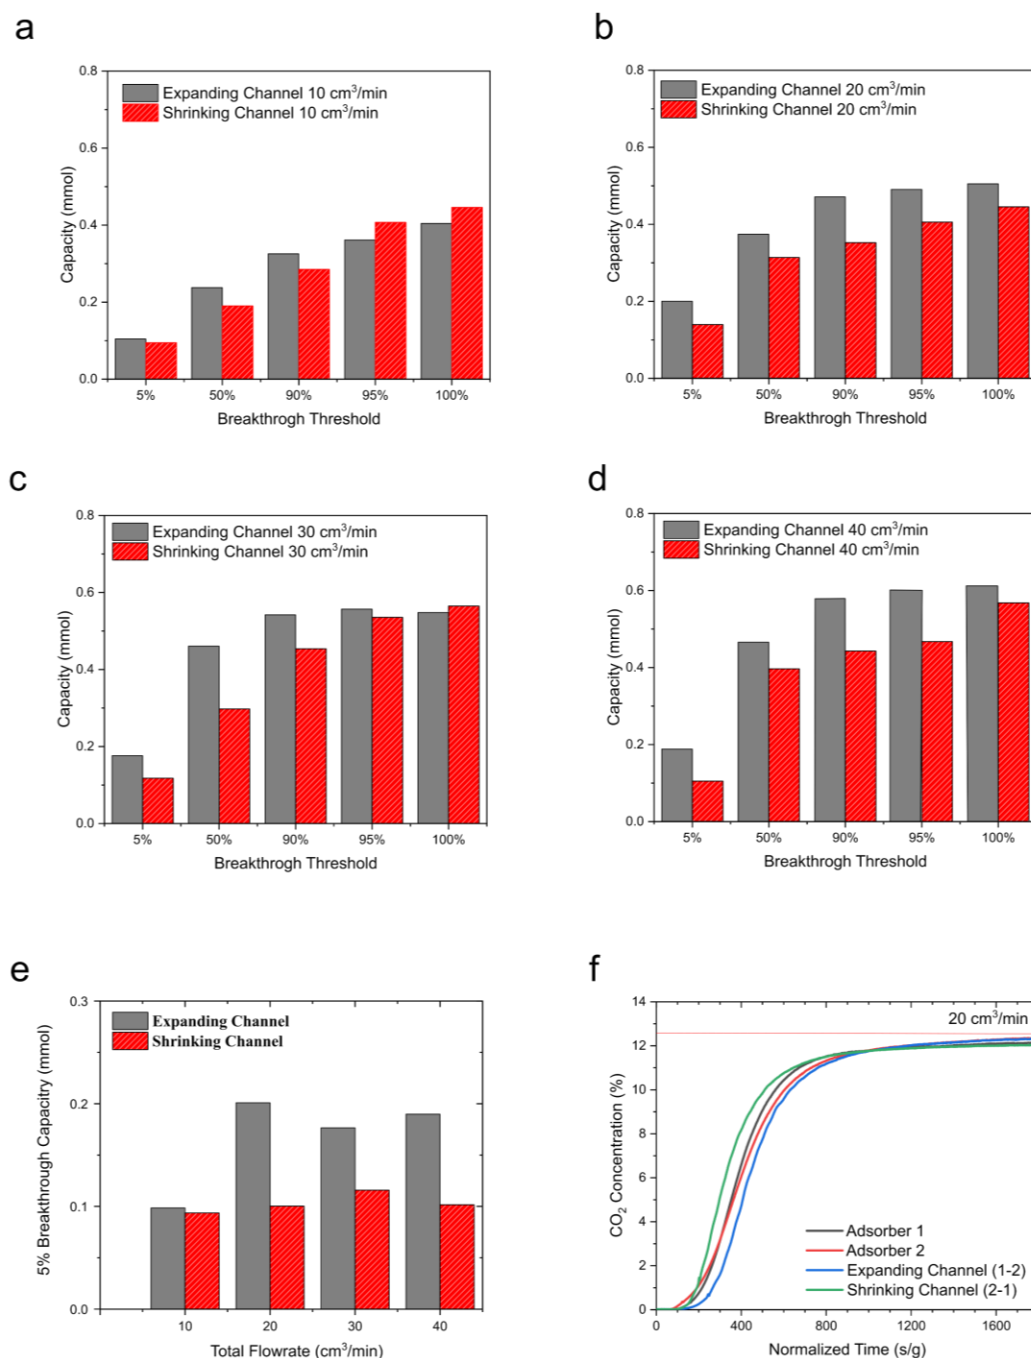 a
0.8
0.6
0.4
0.2
0.0
Capacity (mmol)
Expanding Channel 10 cm³/min
Shrinking Channel 10 cm³/min
5% 50% 90% 95% 100%
Breakthrogh Threshold
b
0.8
0.6
0.4
0.2
0.0
Capacity (mmol)
Expanding Channel 20 cm³/min
Shrinking Channel 20 cm³/min
5% 50% 90% 95% 100%
Breakthrogh Threshold
c
0.8
0.6
0.4
0.2
0.0
Capacity (mmol)
Expanding Channel 30 cm³/min
Shrinking Channel 30 cm³/min
5% 50% 90% 95% 100%
Breakthrogh Threshold
d
0.8
0.6
0.4
0.2
0.0
Capacity (mmol)
Expanding Channel 40 cm³/min
Shrinking Channel 40 cm³/min
5% 50% 90% 95% 100%
Breakthrogh Threshold
e
0.3
0.2
0.1
0.0
5% Breakthrough Capacitry (mmol)
Expanding Channel
Shrinking Channel
10 20 30 40
Total Flowrate (cm³/min)
f
14
12
10
8
6
4
2
0
CO₂ Concentration (%)
20 cm³/min
Adsorber 1
Adsorber 2
Expanding Channel (1-2)
Shrinking Channel (2-1)
0 400 800 1200 1600
Normalized Time (s/g)